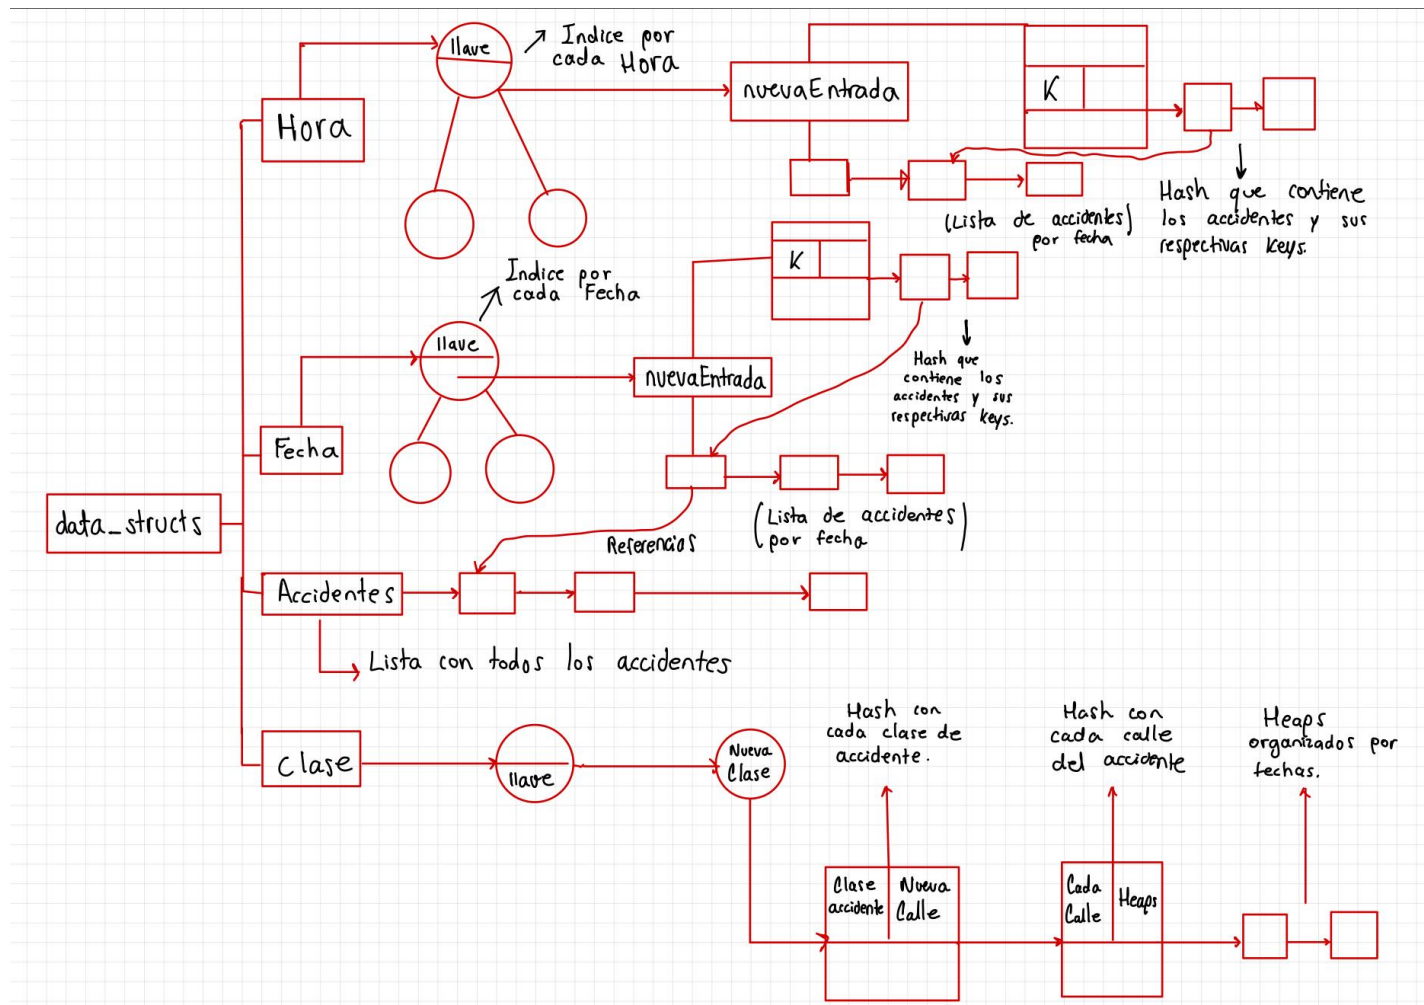 llave
Indice por
cada Hora
Hora
nuevaEntrada
K
(Lista de accidentes)
por fecha
Hash que contiene
los accidentes y sus
respectivas keys.
Indice por
cada Fecha
llave
K
nuevaEntrada
Hash que
contiene los
accidentes y sus
respectivas keys.
Fecha
(Lista de accidentes)
por fecha
data_structs
Referencias
Accidentes
Lista con todos los accidentes
Clase
llave
Nueva
Clase
Hash con
cada clase de
accidente.
Hash con
cada calle
del accidente
Heaps
organizados por
fechas.
Clase
accidente
Nueva
Calle
Cada
Calle
Heaps